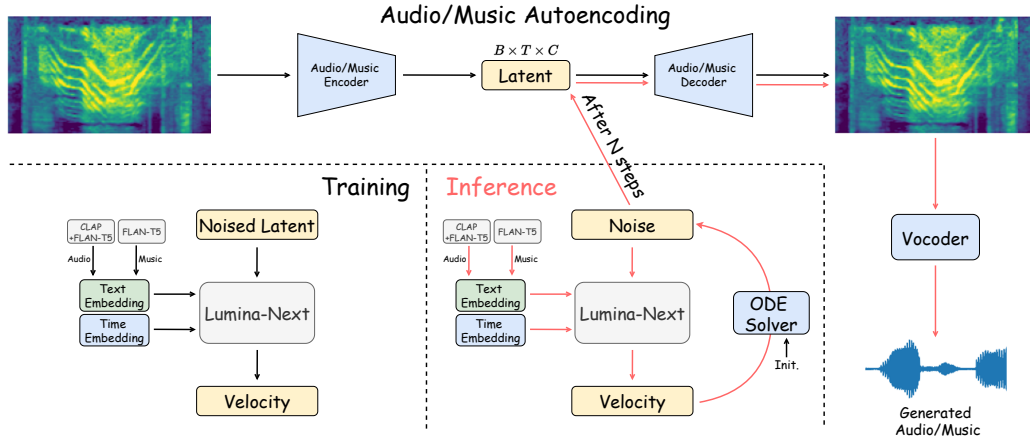 Audio/Music Autoencoding
Audio/Music
Encoder
B × T × C
Latent
Audio/Music
Decoder
After N steps
Training
Inference
CLAP
+FLAN-T5
FLAN-T5
Audio
Music
Noised Latent
Text
Embedding
Time
Embedding
Lumina-Next
Velocity
CLAP
+FLAN-T5
FLAN-T5
Audio
Music
Noise
Text
Embedding
Time
Embedding
Lumina-Next
Velocity
ODE
Solver
Init.
Vocoder
Generated
Audio/Music